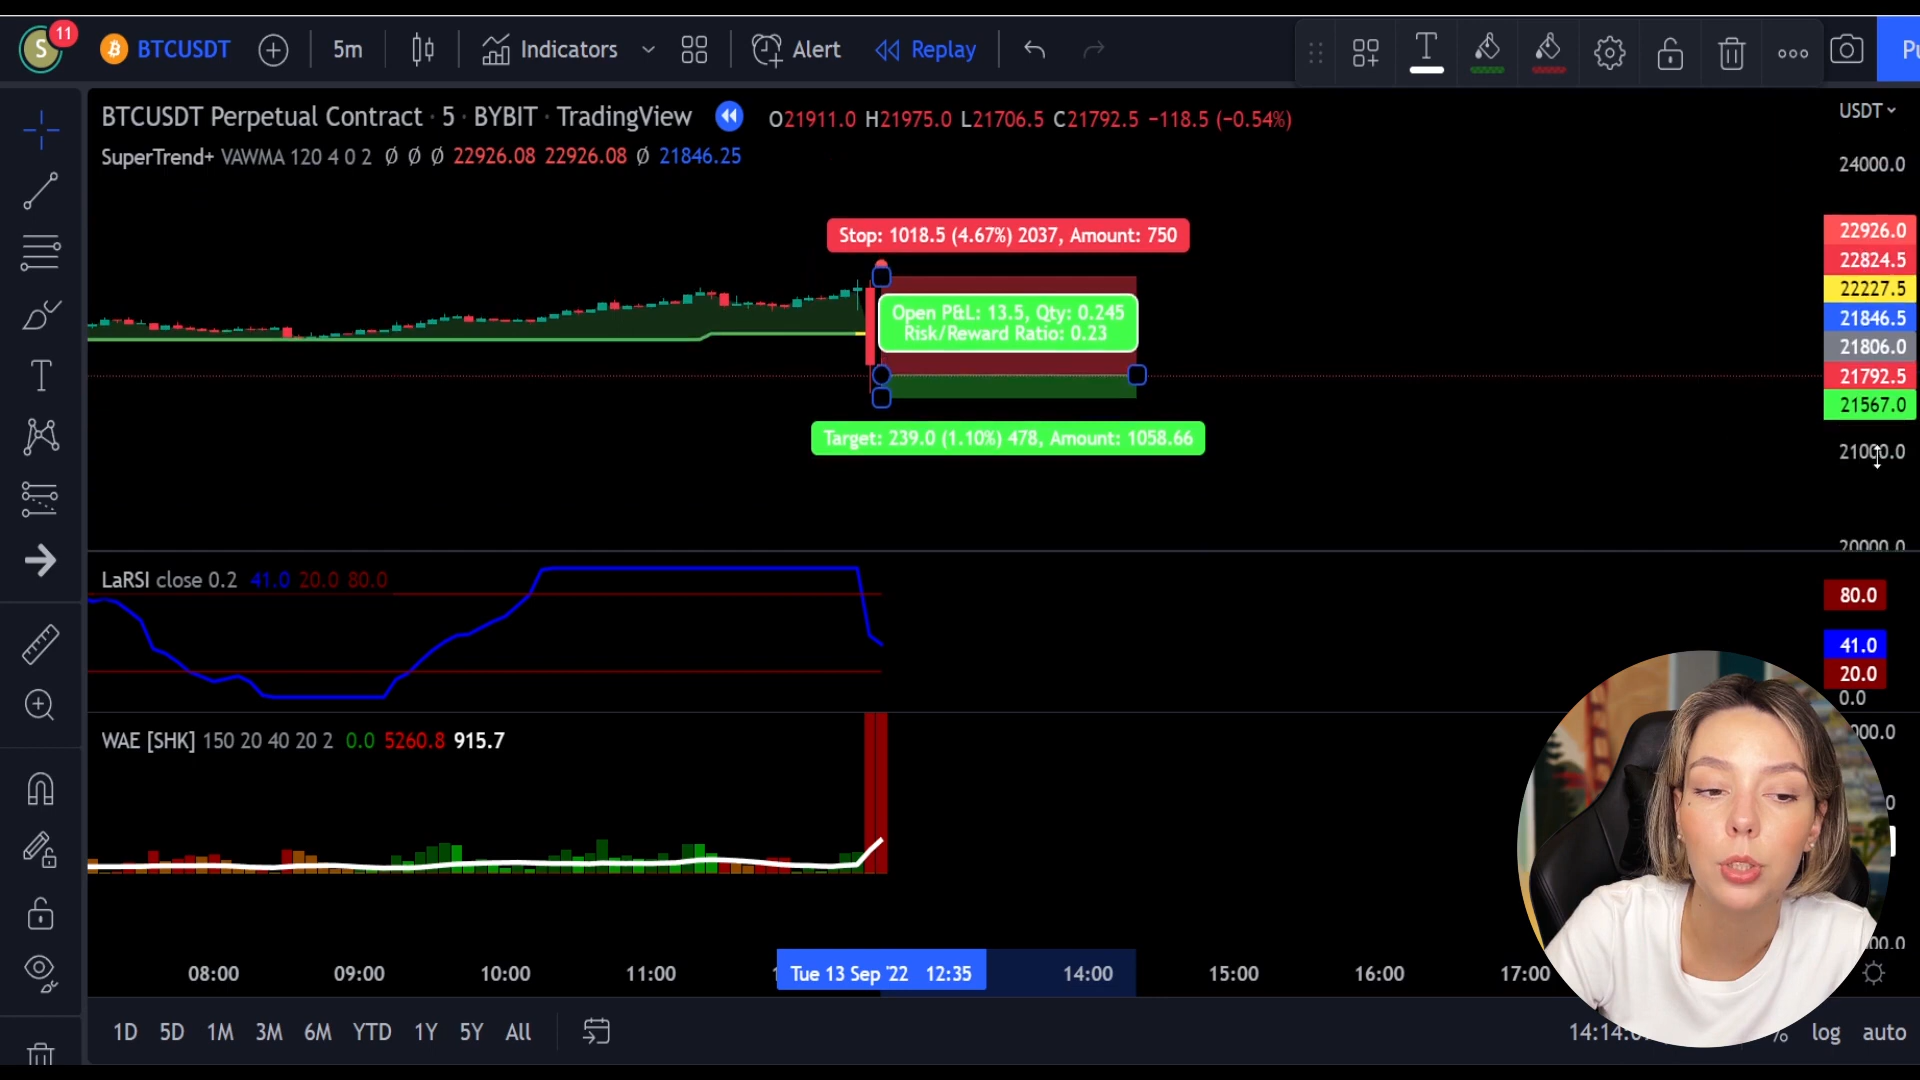 S 11 BTCUSDT 5m Indicators Alert Replay T Pu
BTCUSDT Perpetual Contract · 5 · BYBIT · TradingView O21911.0 H21975.0 L21706.5 C21792.5 −118.5 (−0.54%) USDT
SuperTrend+ VAWMA 120 4 0 2 Ø Ø Ø 22926.08 22926.08 Ø 21846.25
24000.0
Stop: 1018.5 (4.67%) 2037, Amount: 750
22926.0
22824.5
22227.5
Open P&L: 13.5, Qty: 0.245
Risk/Reward Ratio: 0.23
21846.5
21806.0
21792.5
21567.0
Target: 239.0 (1.10%) 478, Amount: 1058.66
21000.0
20000.0
LaRSI close 0.2 41.0 20.0 80.0
80.0
41.0
20.0
0.0
WAE [SHK] 150 20 40 20 2 0.0 5260.8 915.7
08:00 09:00 10:00 11:00 Tue 13 Sep '22 12:35 14:00 15:00 16:00 17:00
1D 5D 1M 3M 6M YTD 1Y 5Y All % log auto